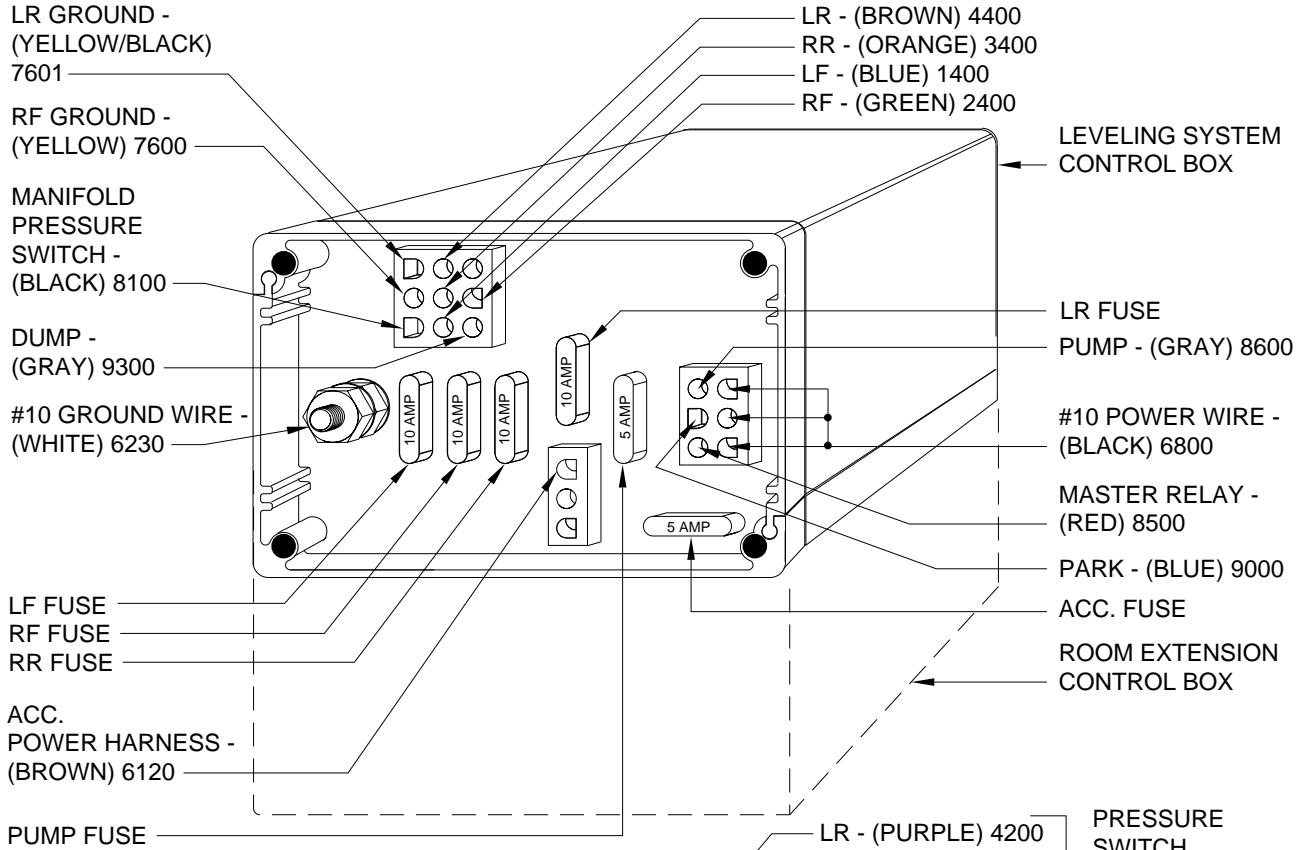 LR GROUND -
(YELLOW/BLACK)
7601
RF GROUND -
(YELLOW) 7600
MANIFOLD
PRESSURE
SWITCH -
(BLACK) 8100
DUMP -
(GRAY) 9300
#10 GROUND WIRE -
(WHITE) 6230
LR - (BROWN) 4400
RR - (ORANGE) 3400
LF - (BLUE) 1400
RF - (GREEN) 2400
LEVELING SYSTEM
CONTROL BOX
LR FUSE
PUMP - (GRAY) 8600
#10 POWER WIRE -
(BLACK) 6800
MASTER RELAY -
(RED) 8500
PARK - (BLUE) 9000
ACC. FUSE
ROOM EXTENSION
CONTROL BOX
10 AMP
10 AMP
10 AMP
10 AMP
5 AMP
5 AMP
LF FUSE
RF FUSE
RR FUSE
ACC.
POWER HARNESS -
(BROWN) 6120
PUMP FUSE
LR - (PURPLE) 4200
PRESSURE
SWITCH